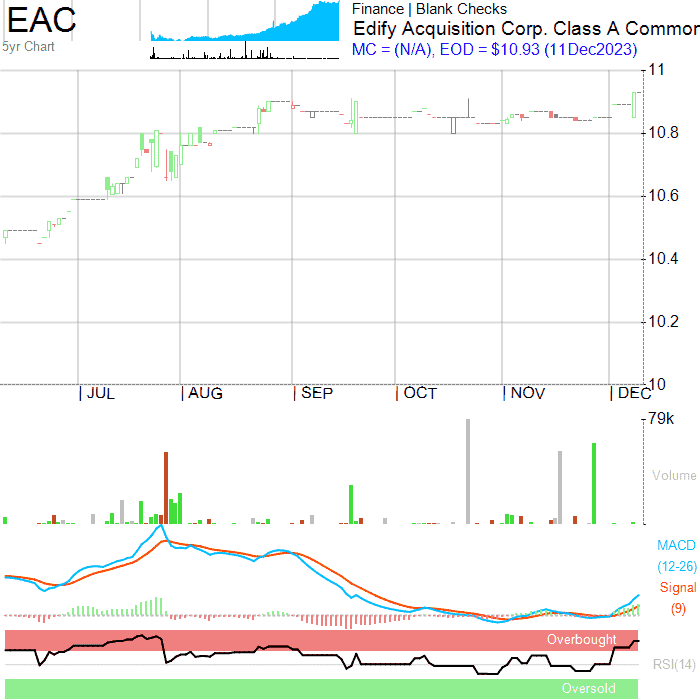 EAC
5yr Chart
Finance | Blank Checks
Edify Acquisition Corp. Class A Common
MC = (N/A), EOD = $10.93 (11Dec2023)
11
10.8
10.6
10.4
10.2
10
| JUL | AUG | SEP | OCT | NOV | DEC
79k
Volume
MACD
(12-26)
Signal
(9)
Overbought
RSI(14)
Oversold